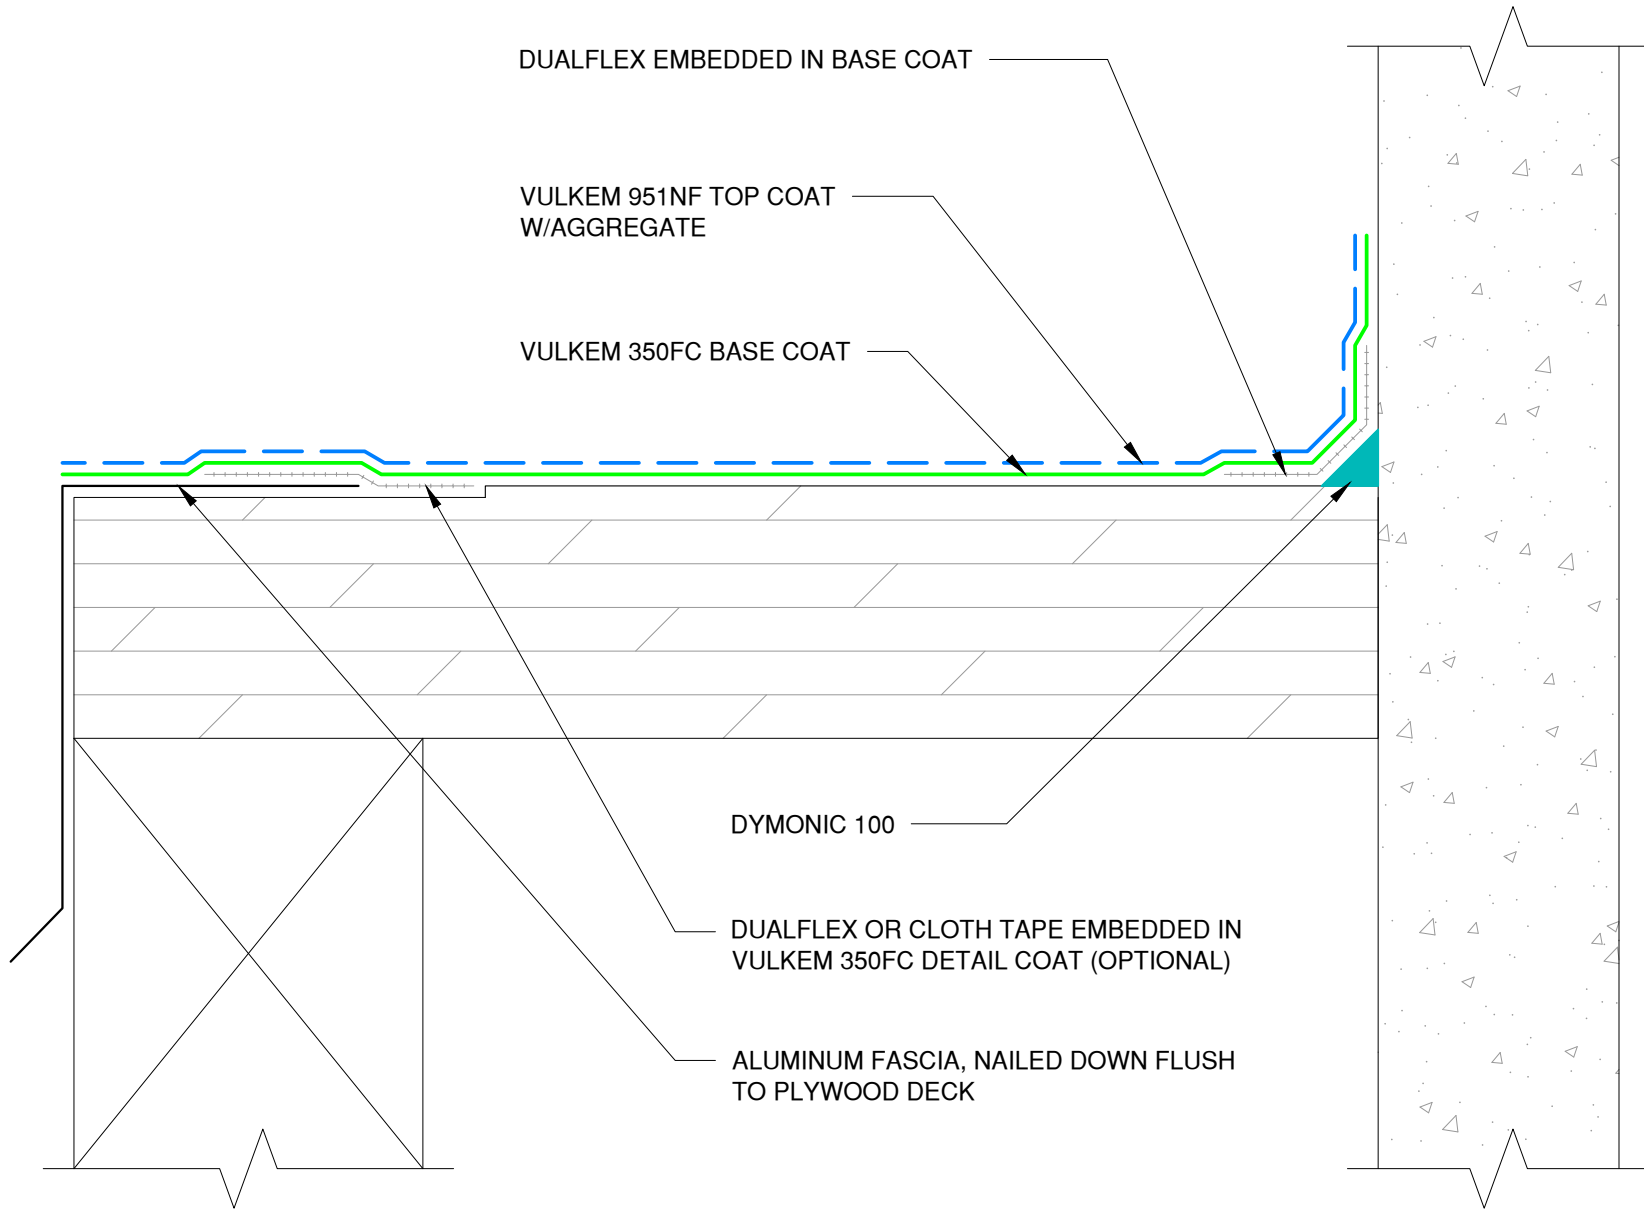 DUALFLEX EMBEDDED IN BASE COAT
VULKEM 951NF TOP COAT
W/AGGREGATE
VULKEM 350FC BASE COAT
DYMONIC 100
DUALFLEX OR CLOTH TAPE EMBEDDED IN
VULKEM 350FC DETAIL COAT (OPTIONAL)
ALUMINUM FASCIA, NAILED DOWN FLUSH
TO PLYWOOD DECK